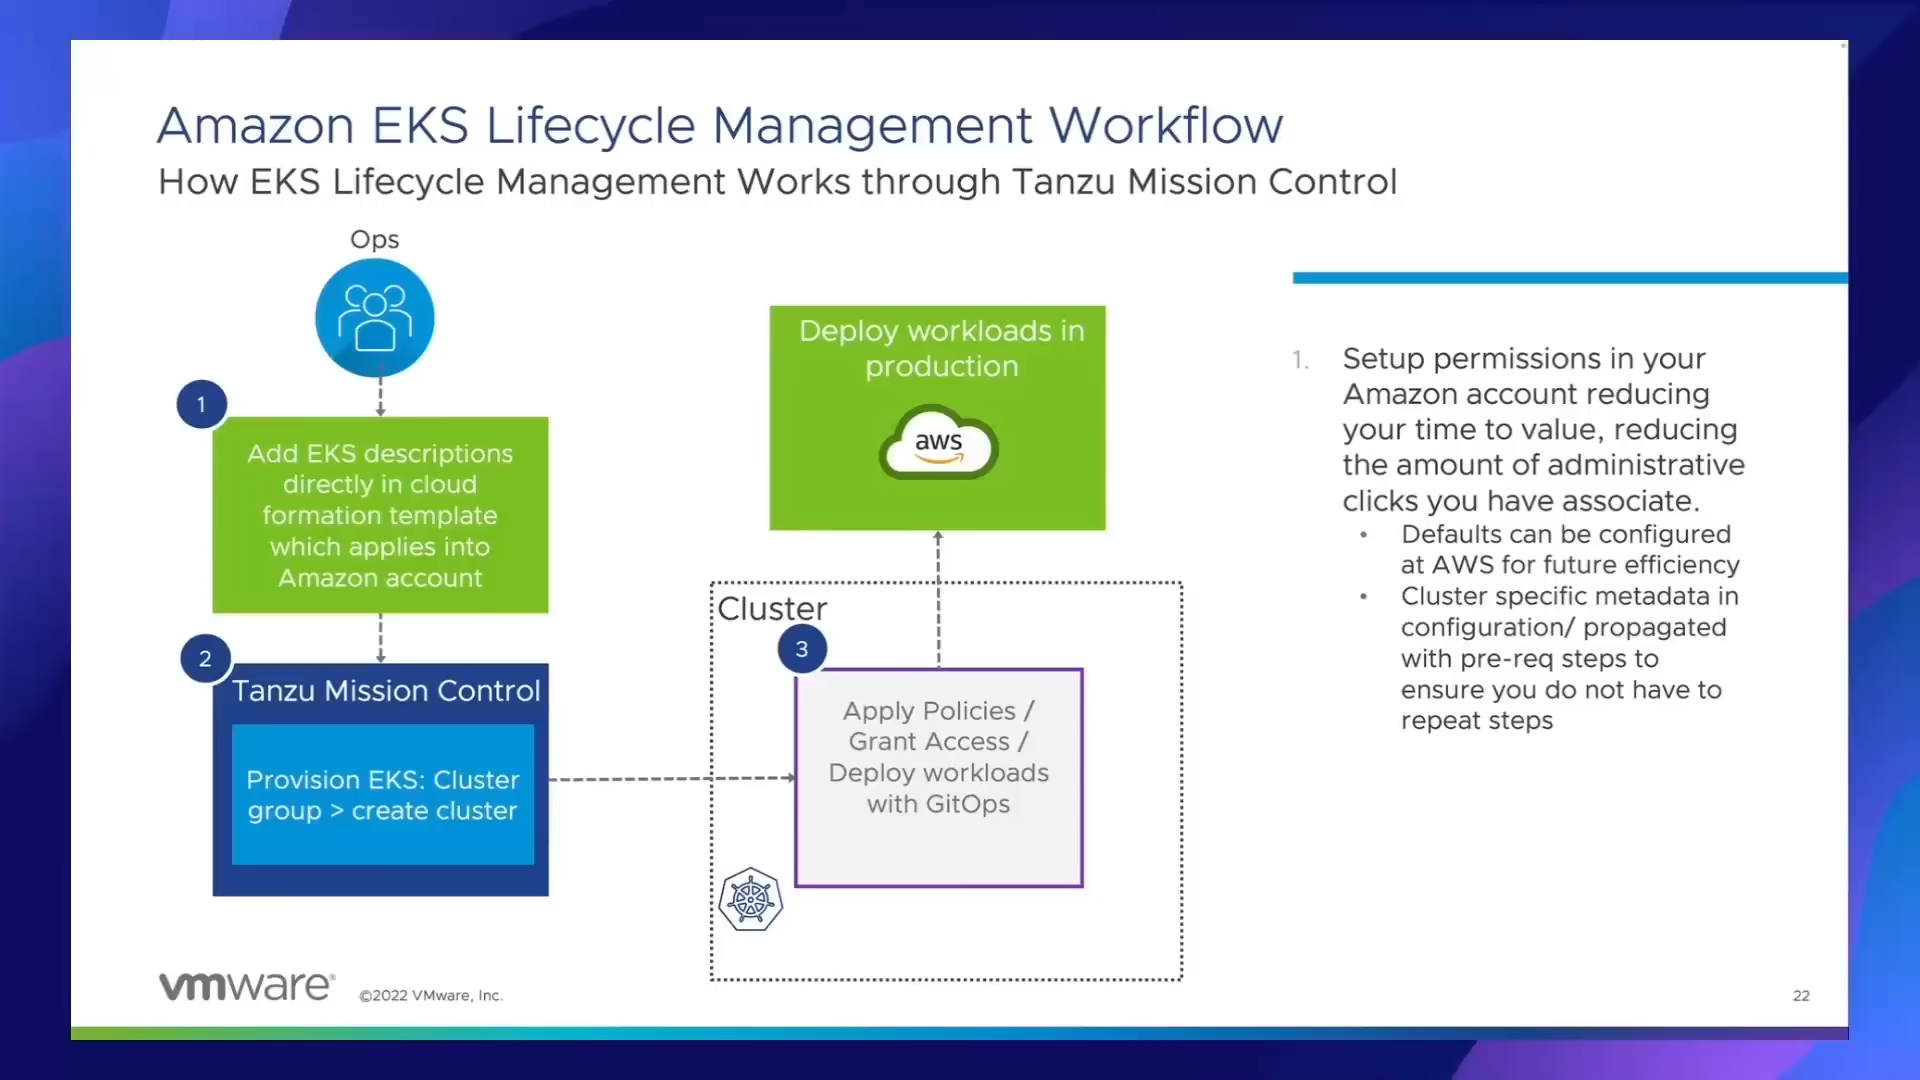 Amazon EKS Lifecycle Management Workflow
How EKS Lifecycle Management Works through Tanzu Mission Control
Ops
1
Add EKS descriptions
directly in cloud
formation template
which applies into
Amazon account
2
Tanzu Mission Control
Provision EKS: Cluster
group > create cluster
Deploy workloads in
production
aws
Cluster
3
Apply Policies /
Grant Access /
Deploy workloads
with GitOps
1. Setup permissions in your
Amazon account reducing
your time to value, reducing
the amount of administrative
clicks you have associate.
• Defaults can be configured
at AWS for future efficiency
• Cluster specific metadata in
configuration/ propagated
with pre-req steps to
ensure you do not have to
repeat steps
vmware®
©2022 VMware, Inc.
22